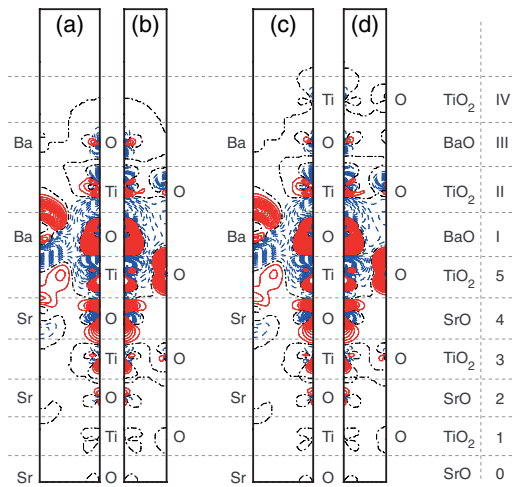 (a) (b) (c) (d)
Ti O Ti O TiO2 IV
Ba O Ba O BaO III
Ti O Ti O TiO2 II
Ba O Ba O BaO I
Ti O Ti O TiO2 5
Sr O Sr O SrO 4
Ti O Ti O TiO2 3
Sr O Sr O SrO 2
Ti O Ti O TiO2 1
Sr O Sr O SrO 0